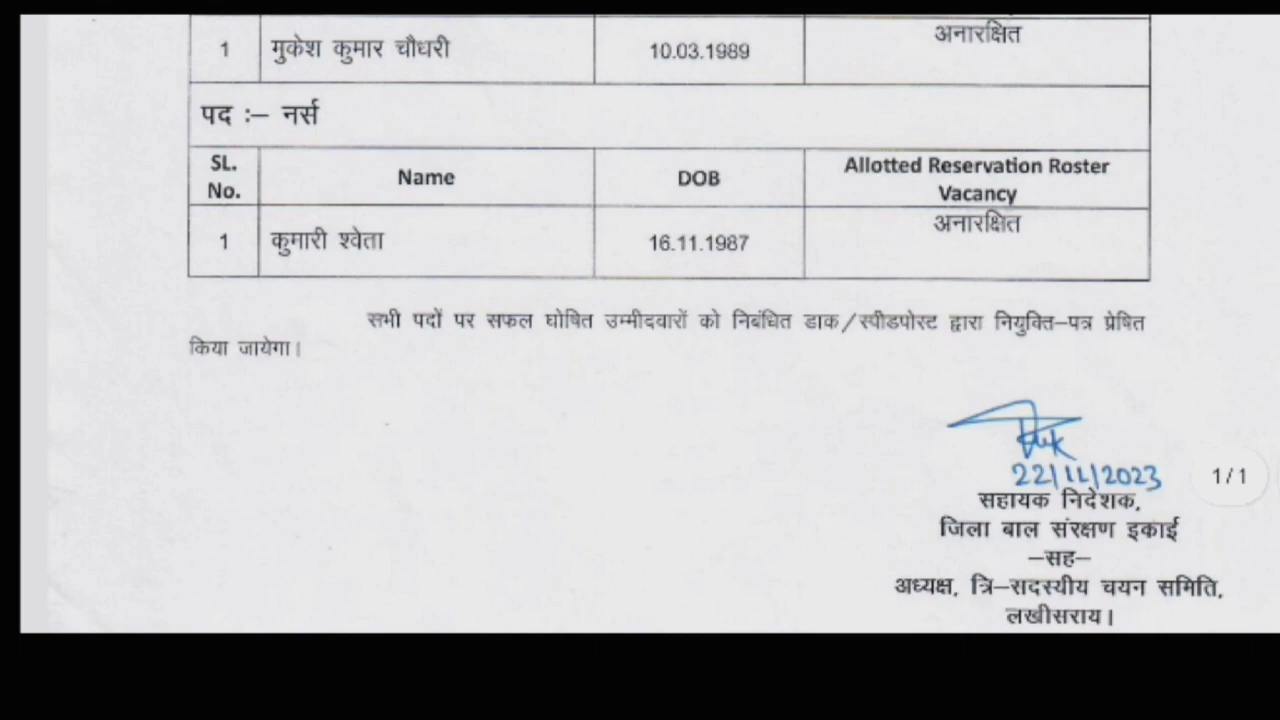 1 मुकेश कुमार चौधरी 10.03.1989 अनारक्षित
पद :– नर्स
SL. No. Name DOB Allotted Reservation Roster Vacancy
1 कुमारी श्वेता 16.11.1987 अनारक्षित
सभी पदों पर सफल घोषित उम्मीदवारों को निबंधित डाक/स्पीडपोस्ट द्वारा नियुक्ति–पत्र प्रेषित
किया जायेगा।
22/11/2023
1/1
सहायक निदेशक,
जिला बाल संरक्षण इकाई
–सह–
अध्यक्ष, त्रि–सदस्यीय चयन समिति,
लखीसराय।